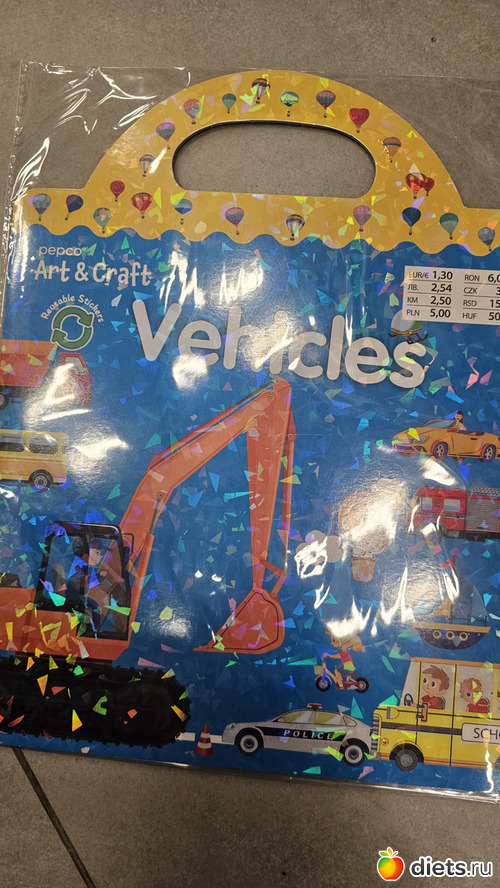 pepco
Art & Craft
Reusable Stickers
Vehicles
EUR/€ 1,30 RON
ЛВ. 2,54 CZK
KM 2,50 RSD
PLN 5,00 HUF
POLICE
diets.ru